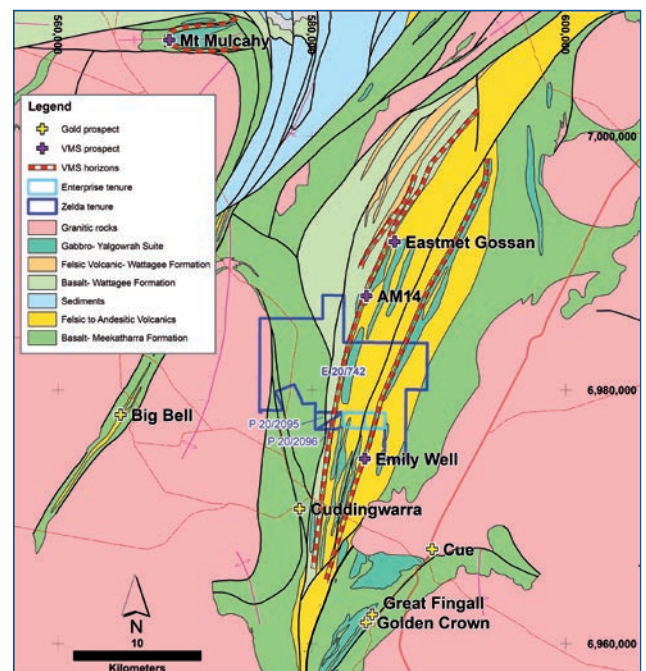 560,000
580,000
600,000
Mt Mulcahy
Legend
Gold prospect
VMS prospect
VMS horizons
Enterprise tenure
Zelda tenure
Granitic rocks
Gabbro- Yalgowrah Suite
Felsic Volcanic- Wattagee Formation
Basalt- Wattagee Formation
Sediments
Felsic to Andesitic Volcanics
Basalt- Meekatharra Formation
7,000,000
Eastmet Gossan
AM14
E 20/742
6,980,000
Big Bell
P 20/2095
P 20/2096
Emily Well
Cuddingwarra
Cue
Great Fingall
Golden Crown
N
10
Kilometers
6,960,000